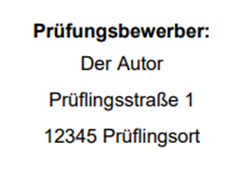 Prüfungsbewerber:
Der Autor
Prüflingsstraße 1
12345 Prüflingsort